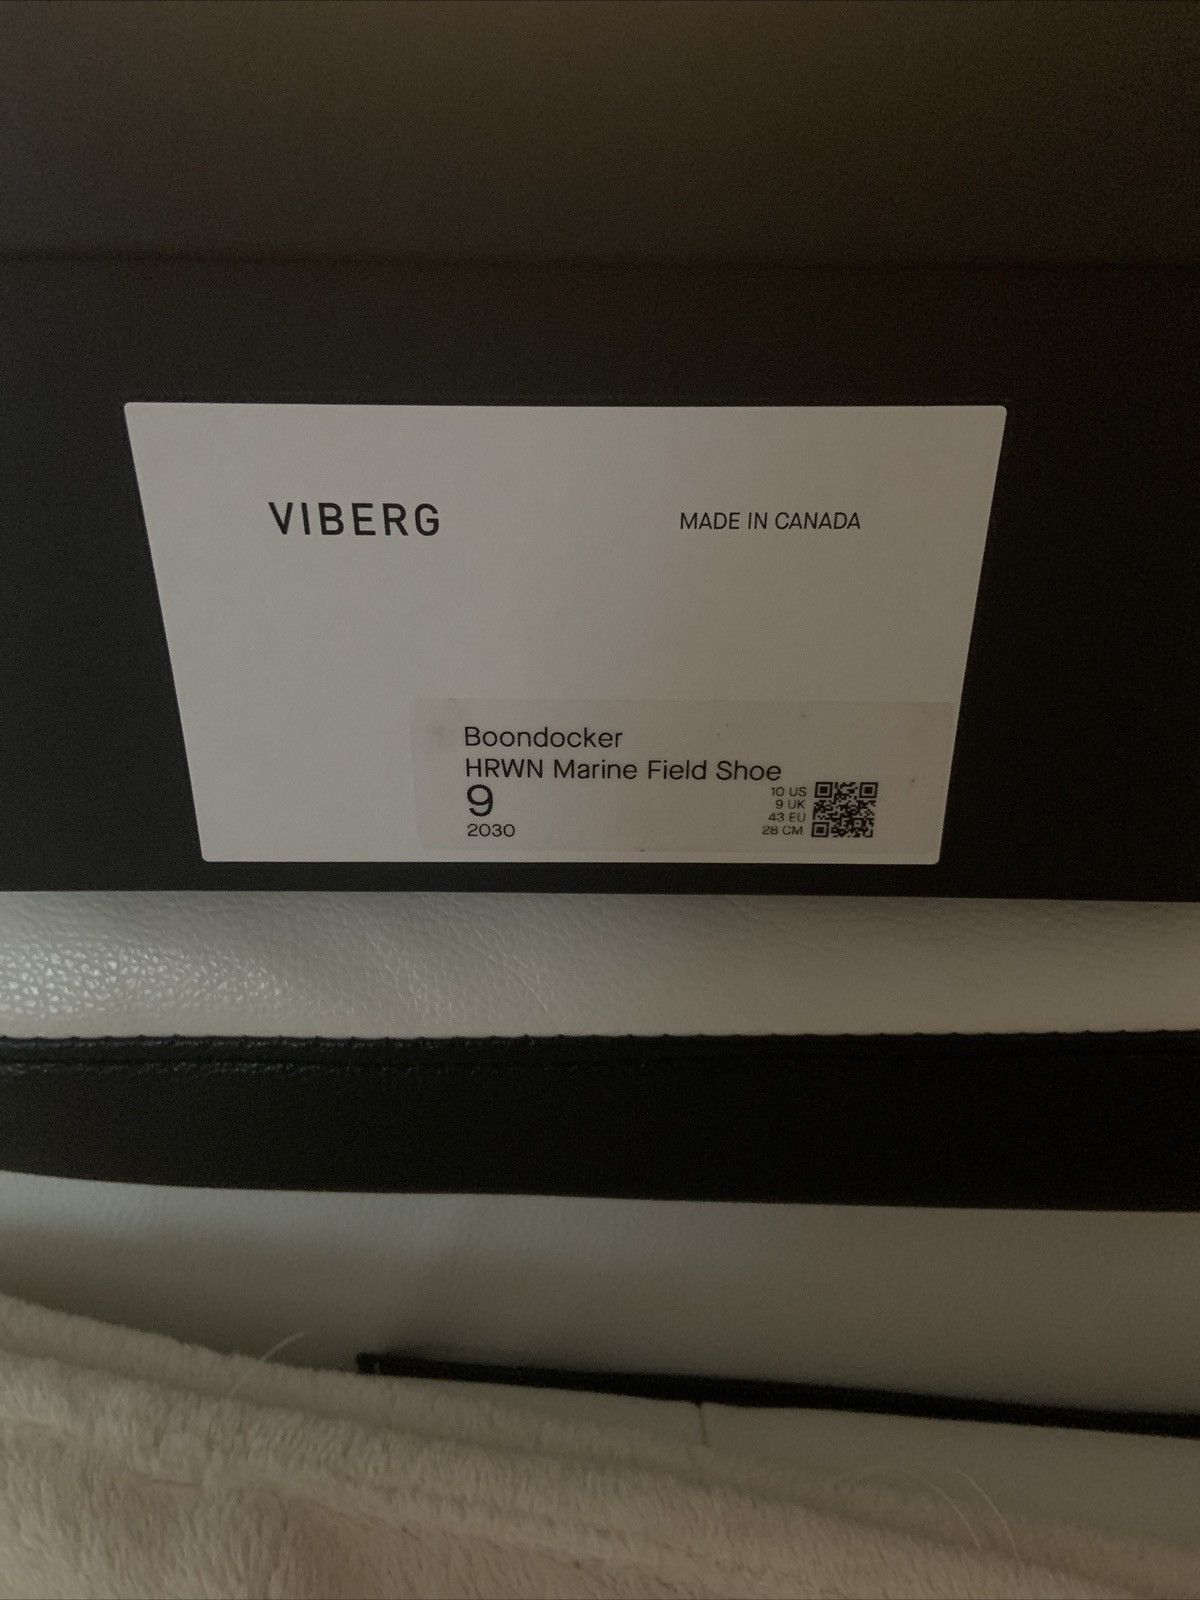 VIBERG
MADE IN CANADA
Boondocker
HRWN Marine Field Shoe
9
2030
10 US
9 UK
43 EU
28 CM